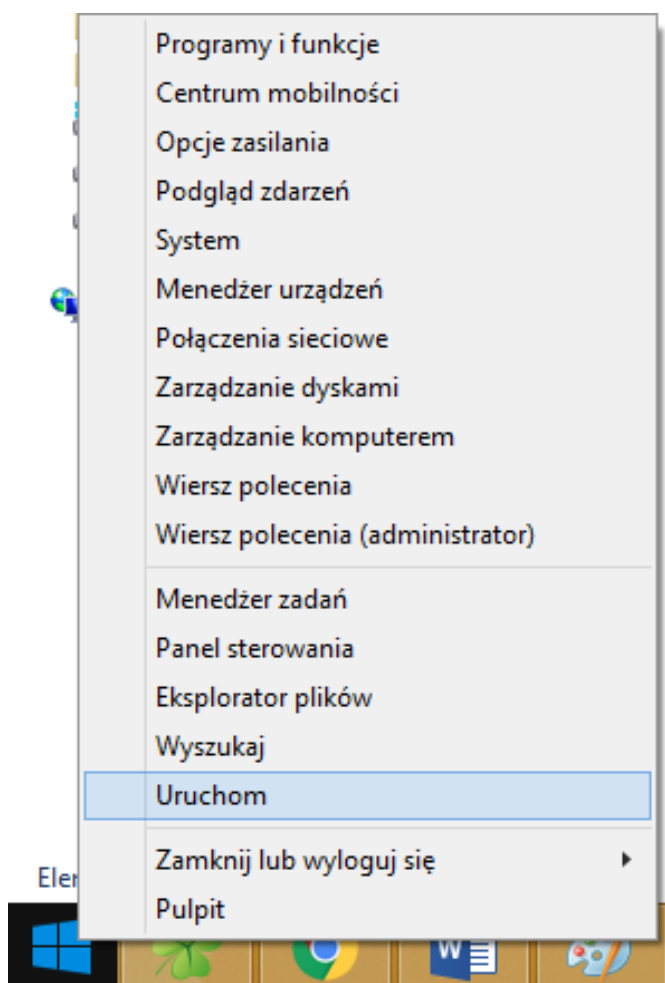 Programy i funkcje
Centrum mobilności
Opcje zasilania
Podgląd zdarzeń
System
Menedżer urządzeń
Połączenia sieciowe
Zarządzanie dyskami
Zarządzanie komputerem
Wiersz polecenia
Wiersz polecenia (administrator)
Menedżer zadań
Panel sterowania
Eksplorator plików
Wyszukaj
Uruchom
Zamknij lub wyloguj się
Pulpit